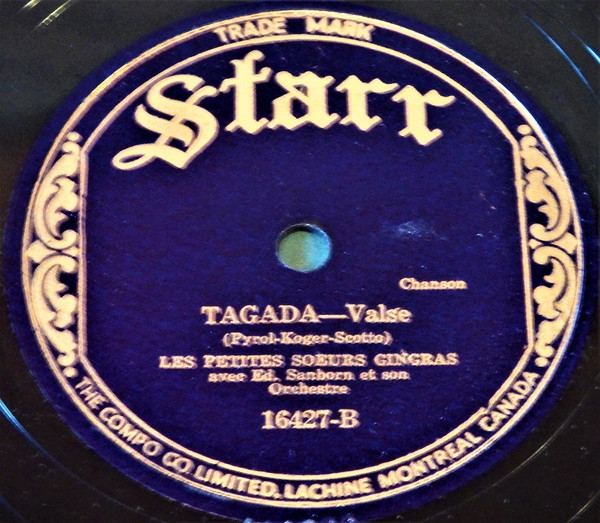 TRADE MARK
Starr
Chanson
TAGADA—Valse
(Pyrol-Koger-Scotto)
LES PETITES SOEURS GINGRAS
avec Ed. Sanborn et son
Orchestre
16427-B
THE COMPO CO. LIMITED, LACHINE MONTREAL CANADA